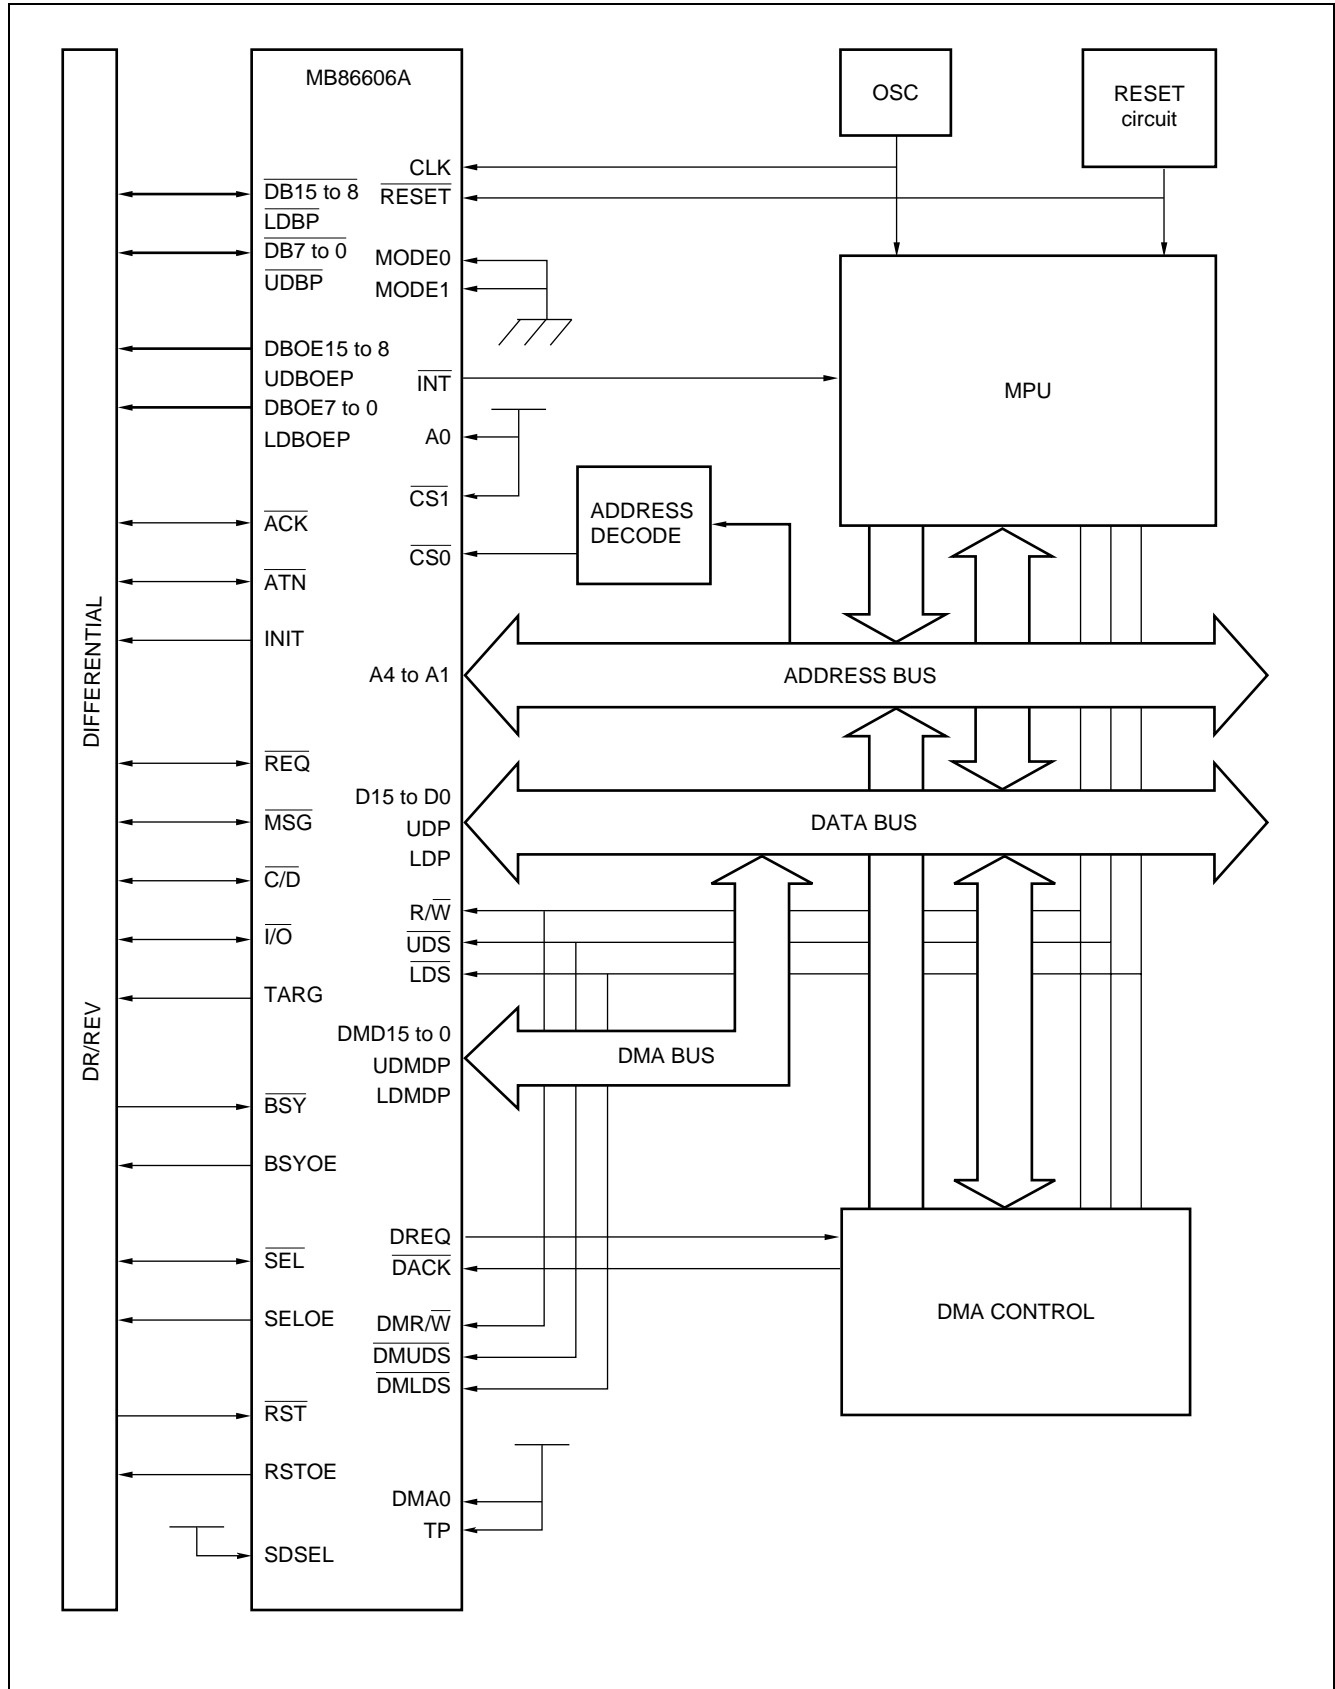 MB86606A
OSC
RESET
circuit
CLK
RESET
MODE0
MODE1
INT
A0
CS1
CS0
A4 to A1
D15 to D0
UDP
LDP
R/W
UDS
LDS
DMD15 to 0
UDMDP
LDMDP
DREQ
DACK
DMR/W
DMUDS
DMLDS
DMA0
TP
DB15 to 8
LDBP
DB7 to 0
UDBP
DBOE15 to 8
UDBOEP
DBOE7 to 0
LDBOEP
ACK
ATN
INIT
REQ
MSG
C/D
I/O
TARG
BSY
BSYOE
SEL
SELOE
RST
RSTOE
SDSEL
DIFFERENTIAL
DR/REV
MPU
ADDRESS
DECODE
ADDRESS BUS
DATA BUS
DMA BUS
DMA CONTROL